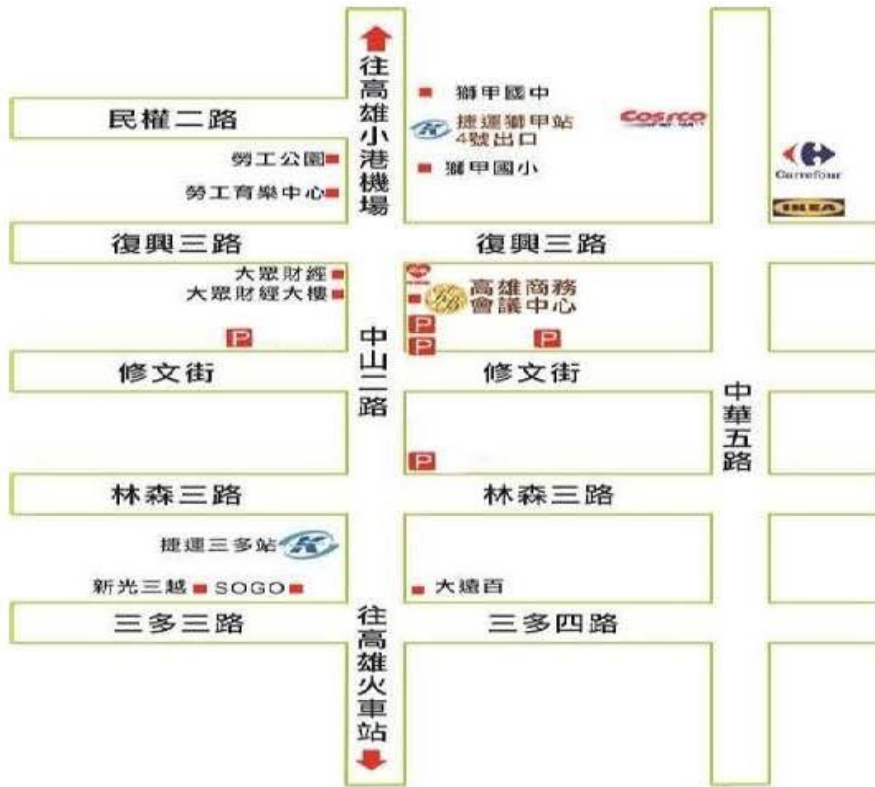 往高雄小港機場
獅甲國中
民權二路
捷運獅甲站
4號出口
COSTCO
勞工公園
獅甲國小
Carrefour
勞工育樂中心
IKEA
復興三路
復興三路
大眾財經
大眾財經大樓
高雄商務
會議中心
P
P
P
P
中山二路
修文街
修文街
中華五路
P
林森三路
林森三路
捷運三多站
新光三越
SOGO
大遠百
三多三路
三多四路
往高雄火車站